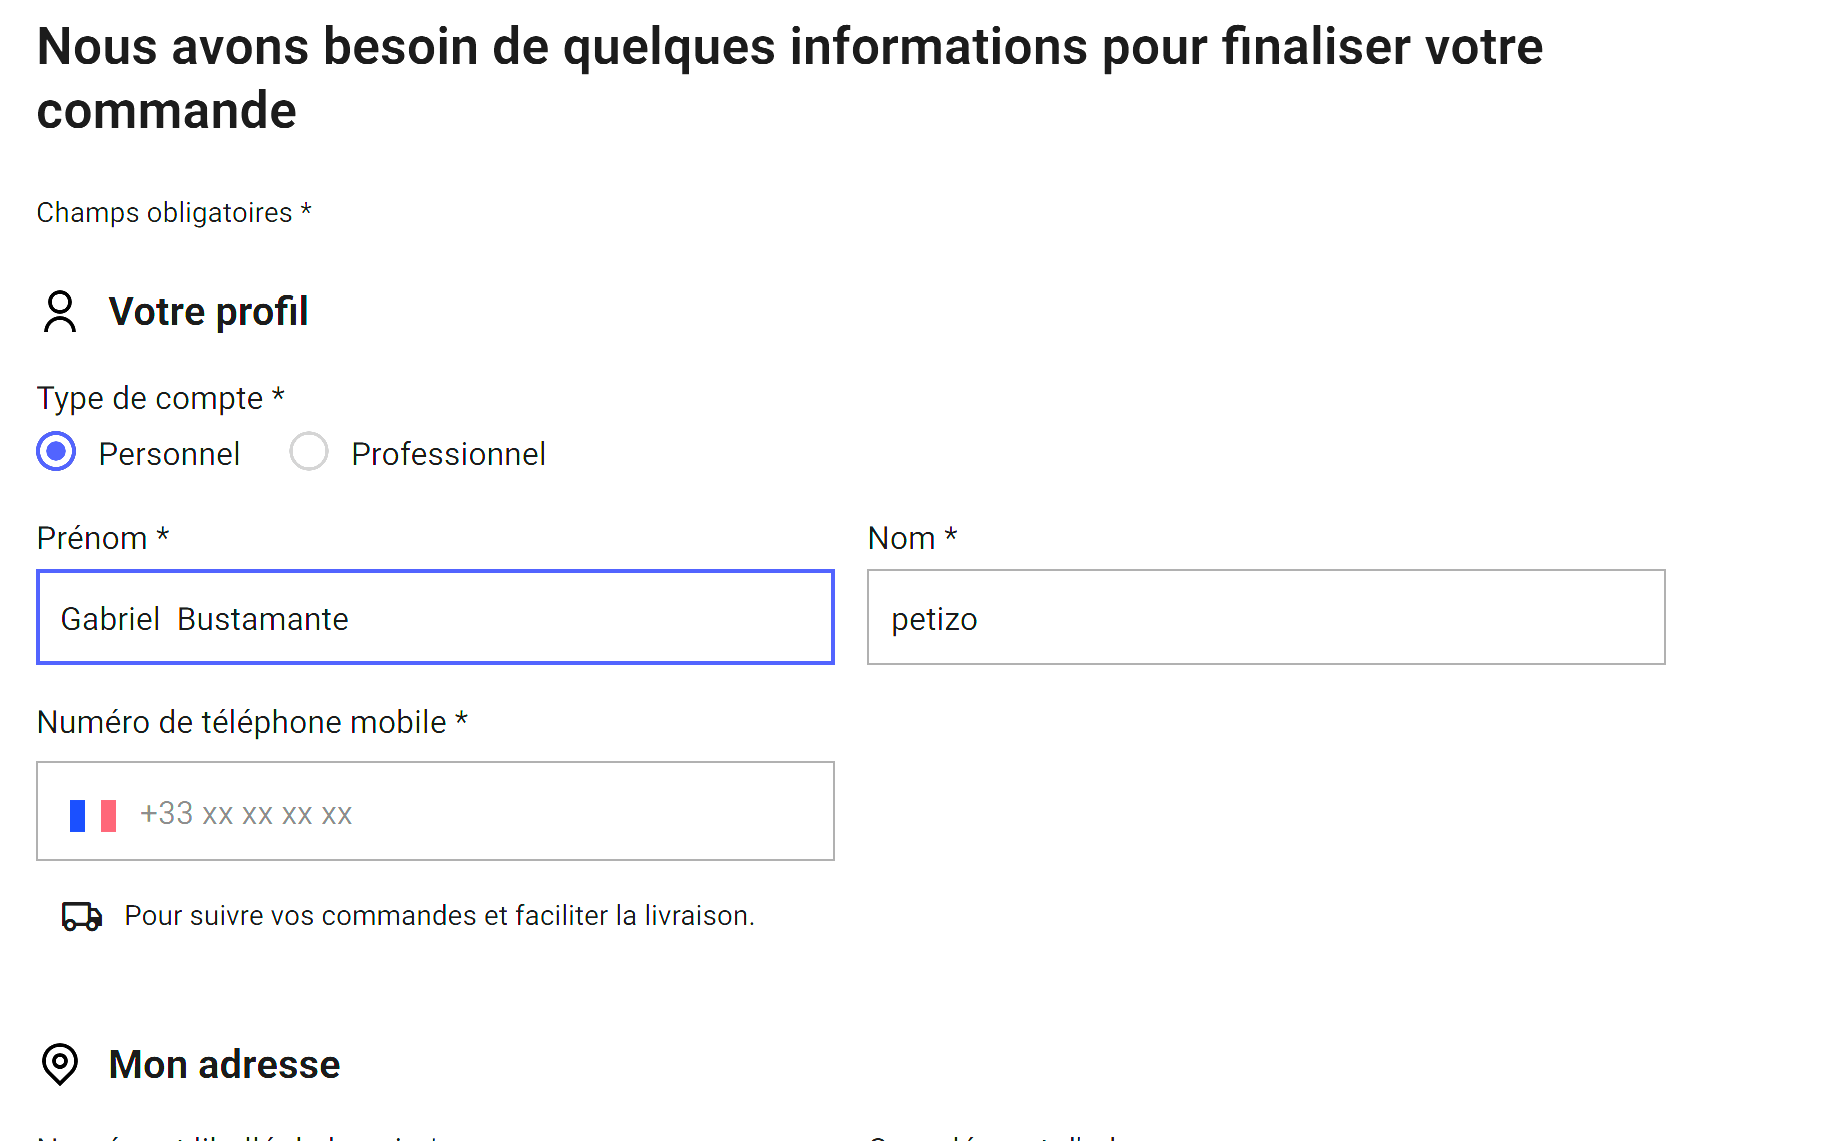 Nous avons besoin de quelques informations pour finaliser votre
commande
Champs obligatoires *
Votre profil
Type de compte *
Personnel Professionnel
Prénom * Nom *
Gabriel  Bustamante petizo
Numéro de téléphone mobile *
+33 xx xx xx xx
Pour suivre vos commandes et faciliter la livraison.
Mon adresse